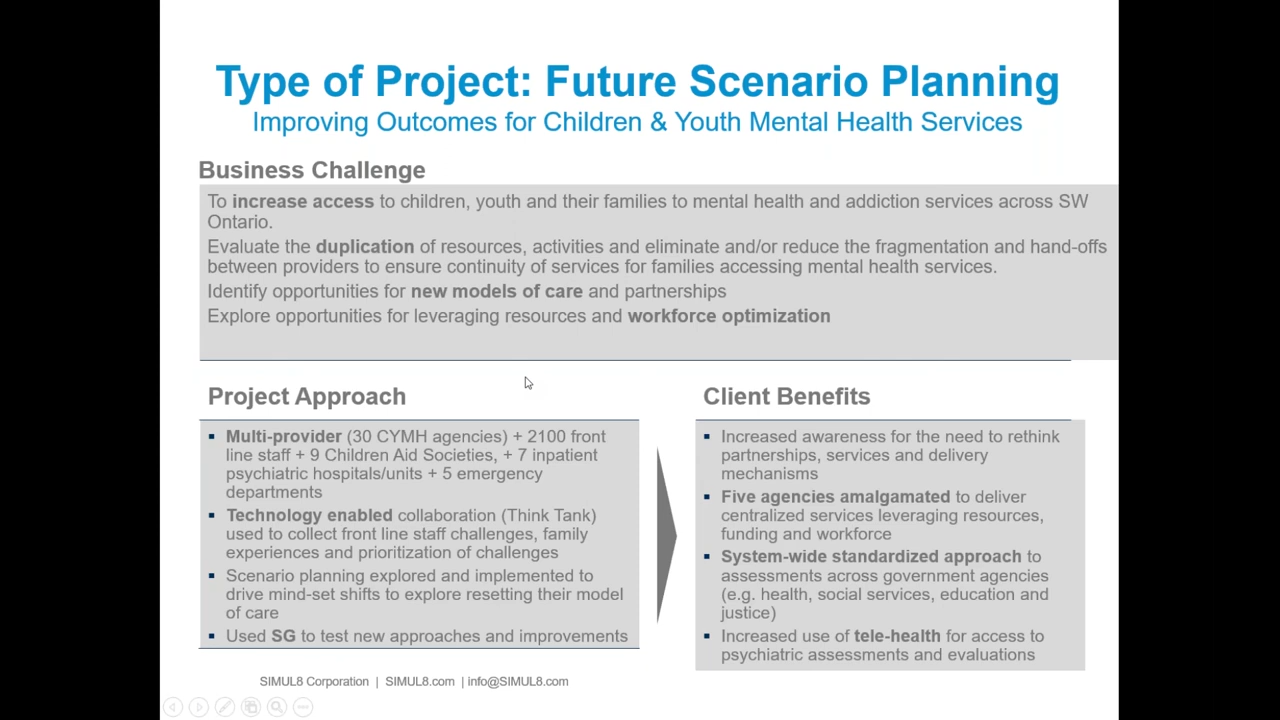 Type of Project: Future Scenario Planning
Improving Outcomes for Children & Youth Mental Health Services
Business Challenge
To increase access to children, youth and their families to mental health and addiction services across SW
Ontario.
Evaluate the duplication of resources, activities and eliminate and/or reduce the fragmentation and hand-offs
between providers to ensure continuity of services for families accessing mental health services.
Identify opportunities for new models of care and partnerships
Explore opportunities for leveraging resources and workforce optimization
Project Approach
▪ Multi-provider (30 CYMH agencies) + 2100 front
line staff + 9 Children Aid Societies, + 7 inpatient
psychiatric hospitals/units + 5 emergency
departments
▪ Technology enabled collaboration (Think Tank)
used to collect front line staff challenges, family
experiences and prioritization of challenges
▪ Scenario planning explored and implemented to
drive mind-set shifts to explore resetting their model
of care
▪ Used SG to test new approaches and improvements
Client Benefits
▪ Increased awareness for the need to rethink
partnerships, services and delivery
mechanisms
▪ Five agencies amalgamated to deliver
centralized services leveraging resources,
funding and workforce
▪ System-wide standardized approach to
assessments across government agencies
(e.g. health, social services, education and
justice)
▪ Increased use of tele-health for access to
psychiatric assessments and evaluations
SIMUL8 Corporation | SIMUL8.com | info@SIMUL8.com